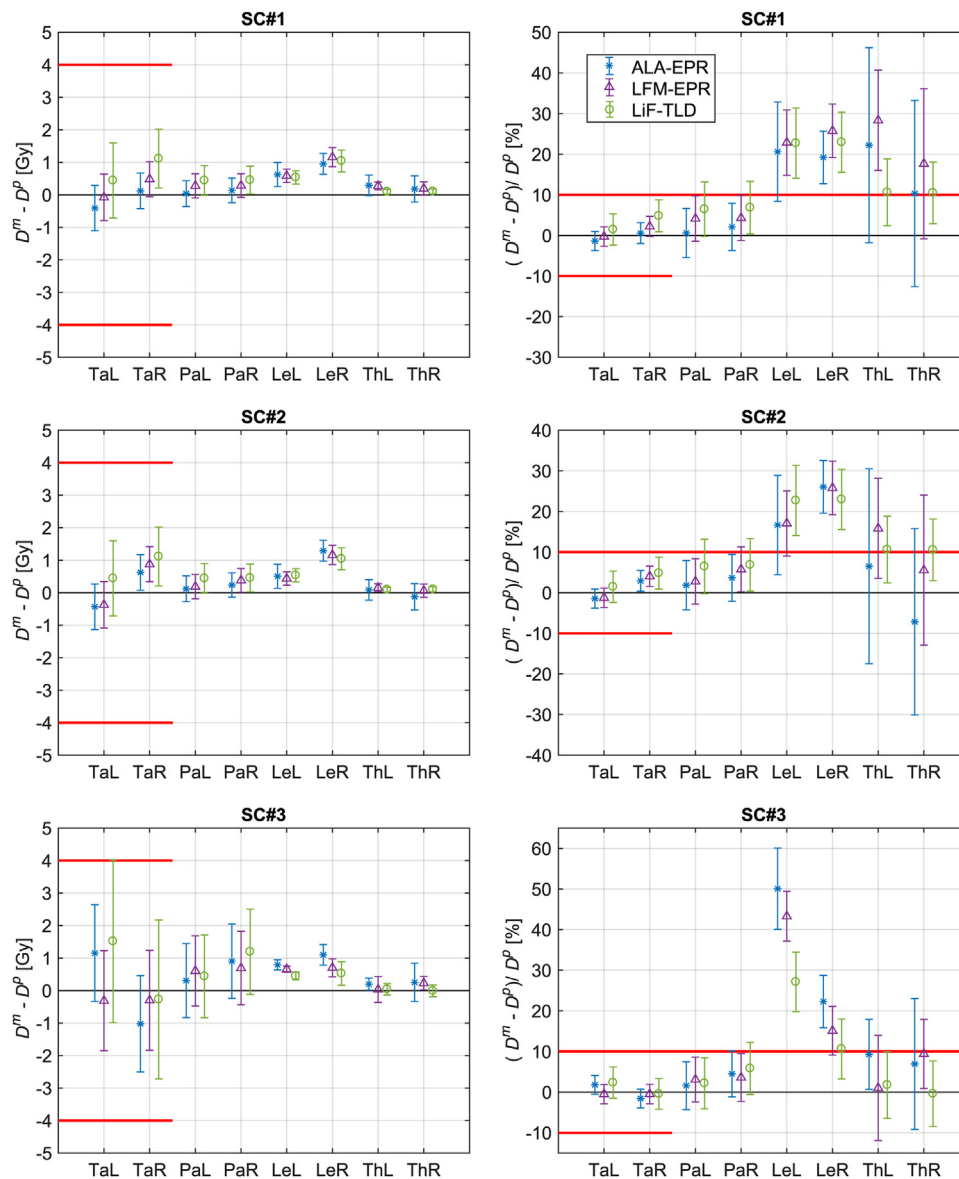 SC#1
5
4
3
2
1
0
-1
-2
-3
-4
-5
D^m - D^p [Gy]
TaL TaR PaL PaR LeL LeR ThL ThR
SC#1
50
40
30
20
10
0
-10
-20
-30
( D^m - D^p)/ D^p [%]
ALA-EPR
LFM-EPR
LiF-TLD
TaL TaR PaL PaR LeL LeR ThL ThR
SC#2
5
4
3
2
1
0
-1
-2
-3
-4
-5
D^m - D^p [Gy]
TaL TaR PaL PaR LeL LeR ThL ThR
SC#2
40
30
20
10
0
-10
-20
-30
-40
( D^m - D^p)/ D^p [%]
TaL TaR PaL PaR LeL LeR ThL ThR
SC#3
5
4
3
2
1
0
-1
-2
-3
-4
-5
D^m - D^p [Gy]
TaL TaR PaL PaR LeL LeR ThL ThR
SC#3
60
50
40
30
20
10
0
-10
( D^m - D^p)/ D^p [%]
TaL TaR PaL PaR LeL LeR ThL ThR